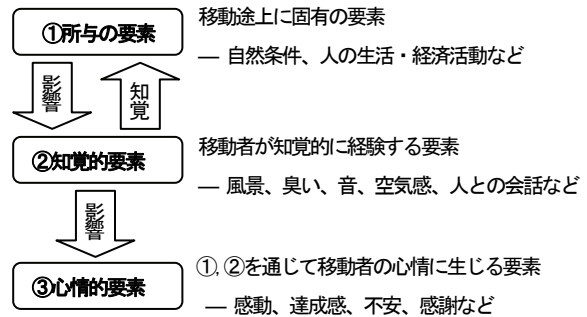 ①所与の要素
移動途上に固有の要素
― 自然条件、人の生活・経済活動など
影響
知覚
②知覚的要素
移動者が知覚的に経験する要素
― 風景、臭い、音、空気感、人との会話など
影響
③心情的要素
①, ②を通じて移動者の心情に生じる要素
― 感動、達成感、不安、感謝など